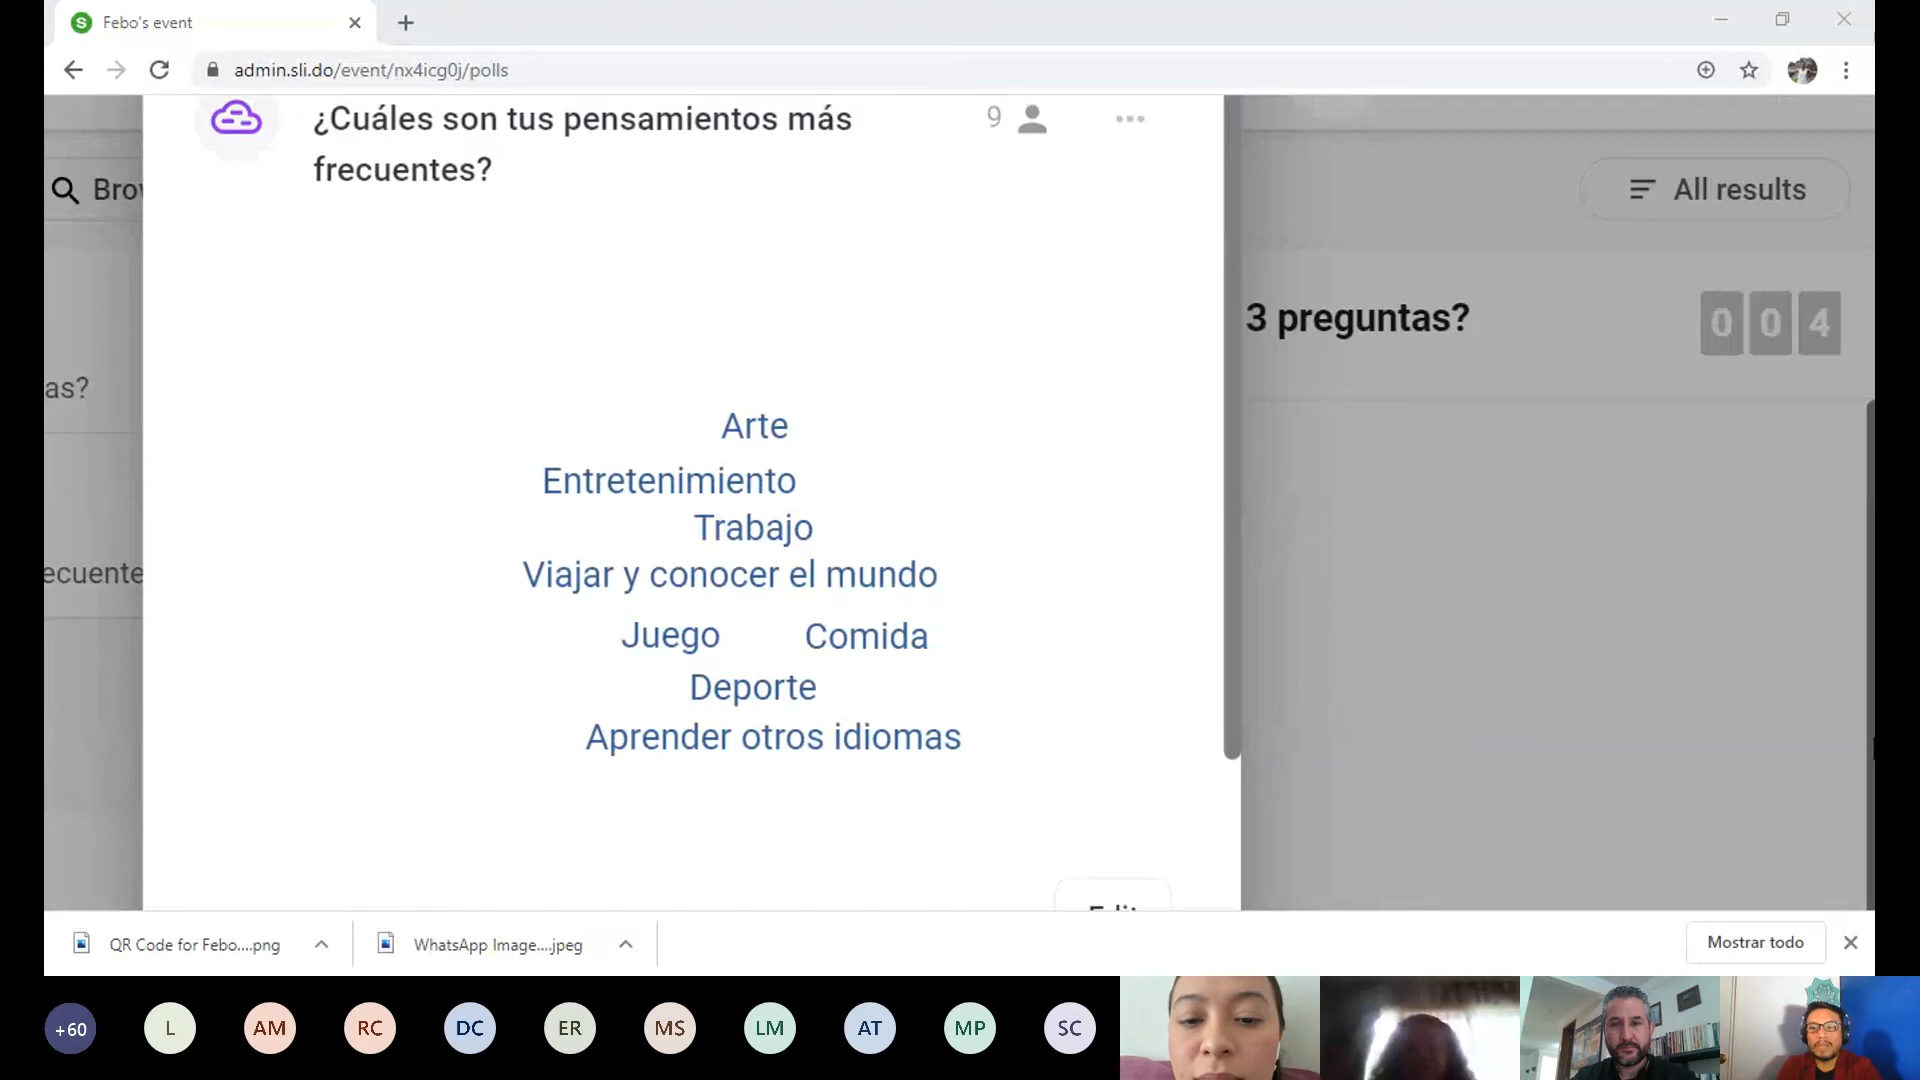 Febo's event
admin.sli.do/event/nx4icg0j/polls
¿Cuáles son tus pensamientos más
frecuentes?
9
Brow
All results
3 preguntas?
0 0 4
as?
ecuente
Arte
Entretenimiento
Trabajo
Viajar y conocer el mundo
Juego Comida
Deporte
Aprender otros idiomas
Edit
QR Code for Febo....png
WhatsApp Image....jpeg
Mostrar todo
+60 L AM RC DC ER MS LM AT MP SC